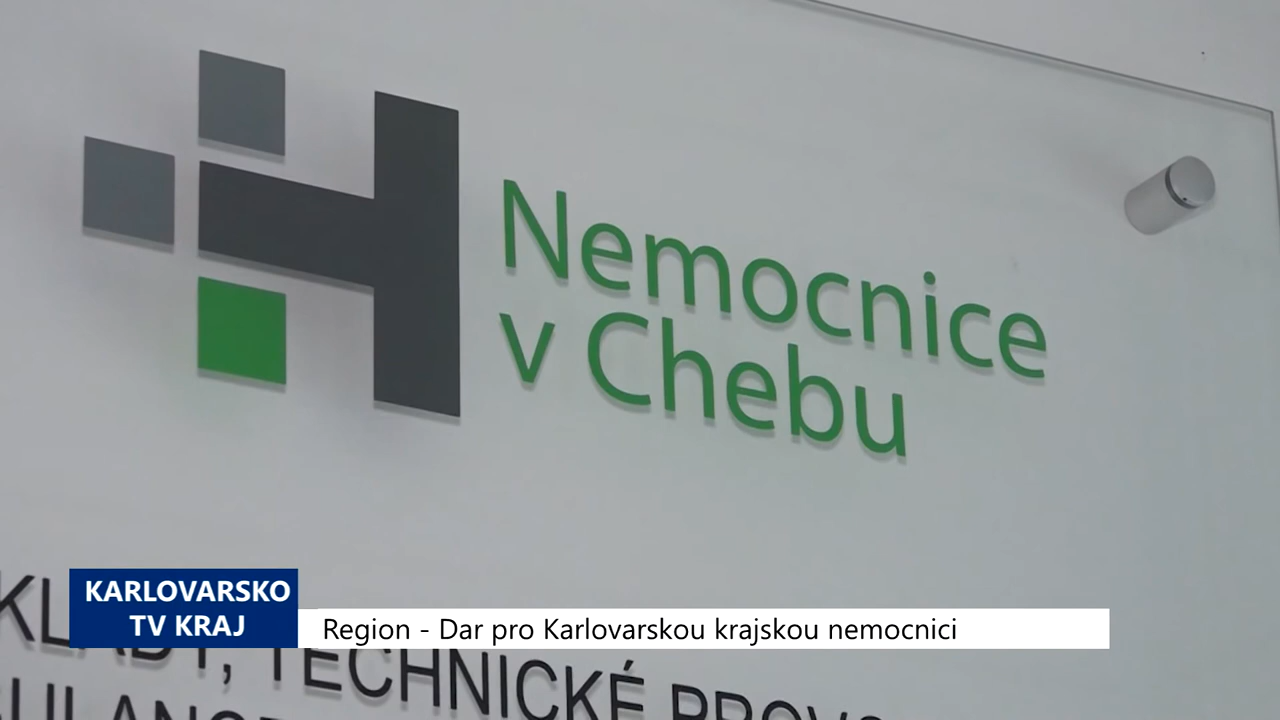 Nemocnice
v Chebu
KARLOVARSKO
TV KRAJ
Region - Dar pro Karlovarskou krajskou nemocnici
TECHNICKÉ